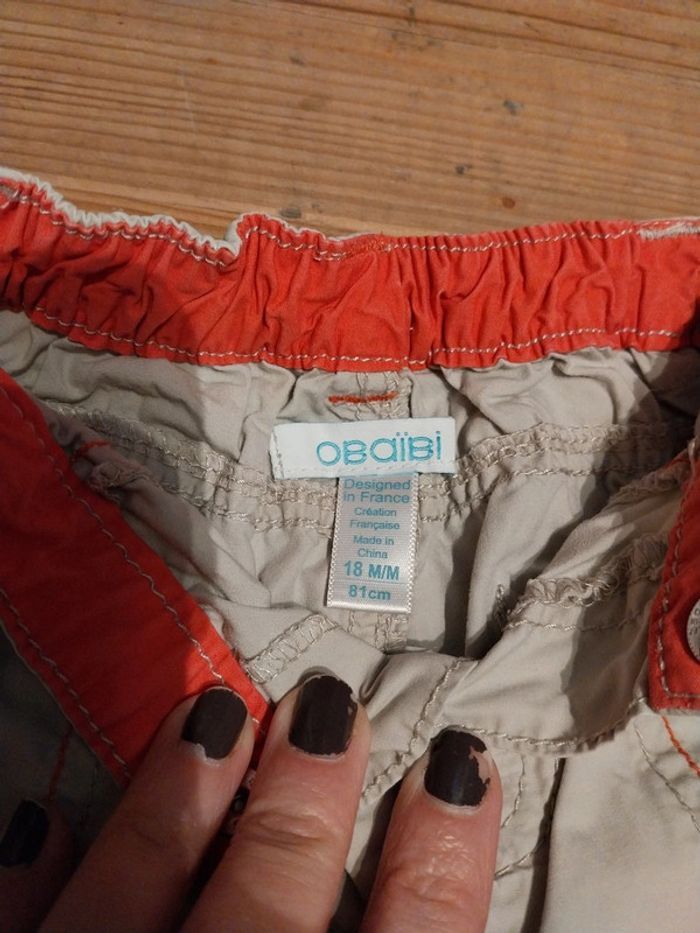 OBaïBi
Designed
in France
Création
Française
Made in
China
18 M/M
81cm